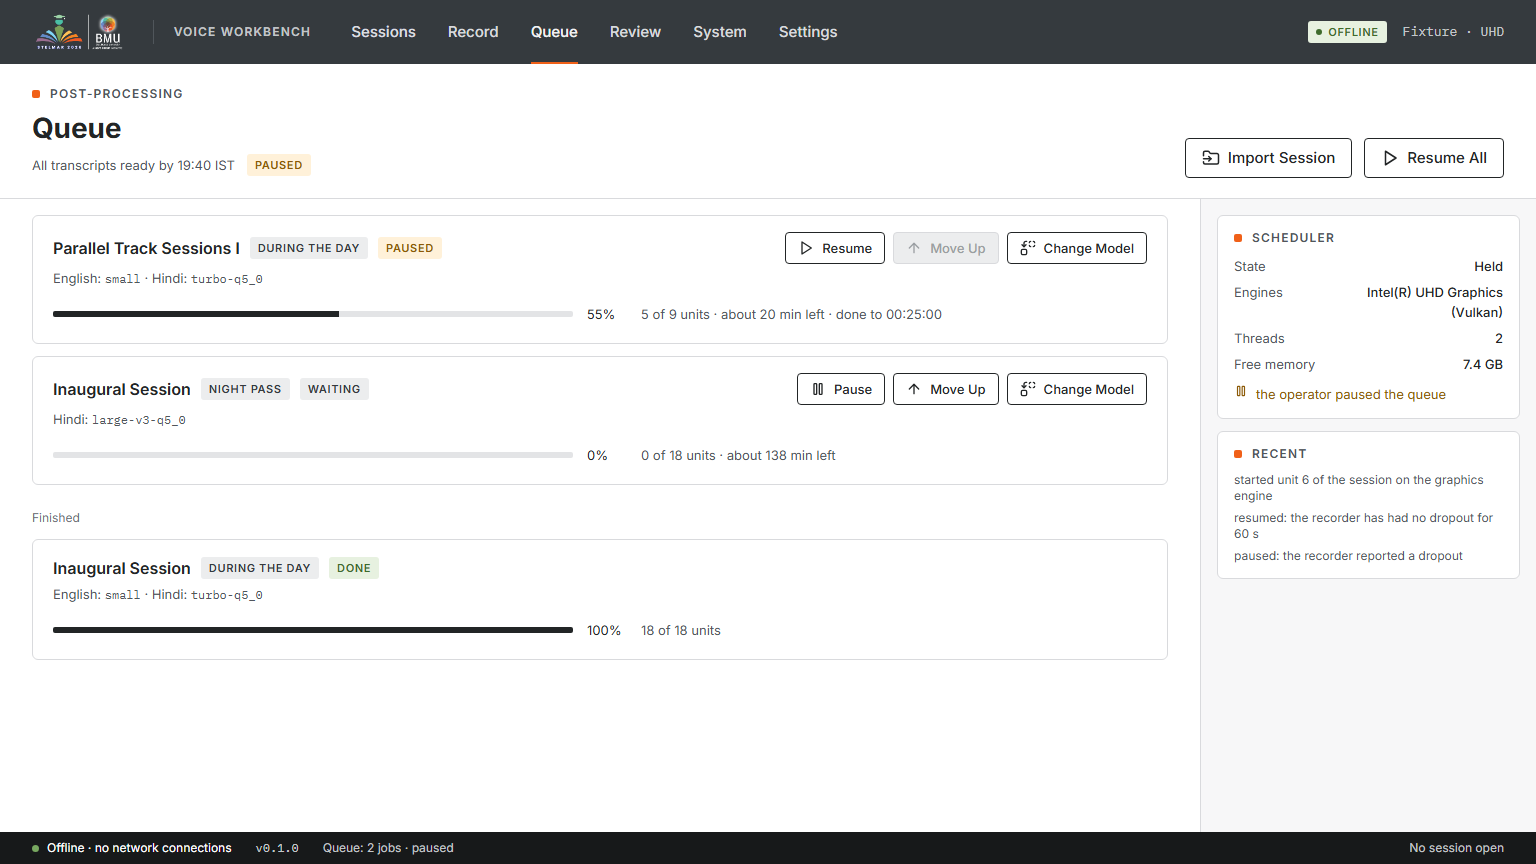 STELMAR 2026
BMU
VOICE WORKBENCH
Sessions
Record
Queue
Review
System
Settings
OFFLINE
Fixture · UHD
POST-PROCESSING
Queue
All transcripts ready by 19:40 IST PAUSED
Import Session
Resume All
Parallel Track Sessions I DURING THE DAY PAUSED
Resume
Move Up
Change Model
English: small · Hindi: turbo-q5_0
55% 5 of 9 units · about 20 min left · done to 00:25:00
Inaugural Session NIGHT PASS WAITING
Pause
Move Up
Change Model
Hindi: large-v3-q5_0
0% 0 of 18 units · about 138 min left
Finished
Inaugural Session DURING THE DAY DONE
English: small · Hindi: turbo-q5_0
100% 18 of 18 units
SCHEDULER
State Held
Engines Intel(R) UHD Graphics
(Vulkan)
Threads 2
Free memory 7.4 GB
the operator paused the queue
RECENT
started unit 6 of the session on the graphics
engine
resumed: the recorder has had no dropout for
60 s
paused: the recorder reported a dropout
Offline · no network connections
v0.1.0
Queue: 2 jobs · paused
No session open